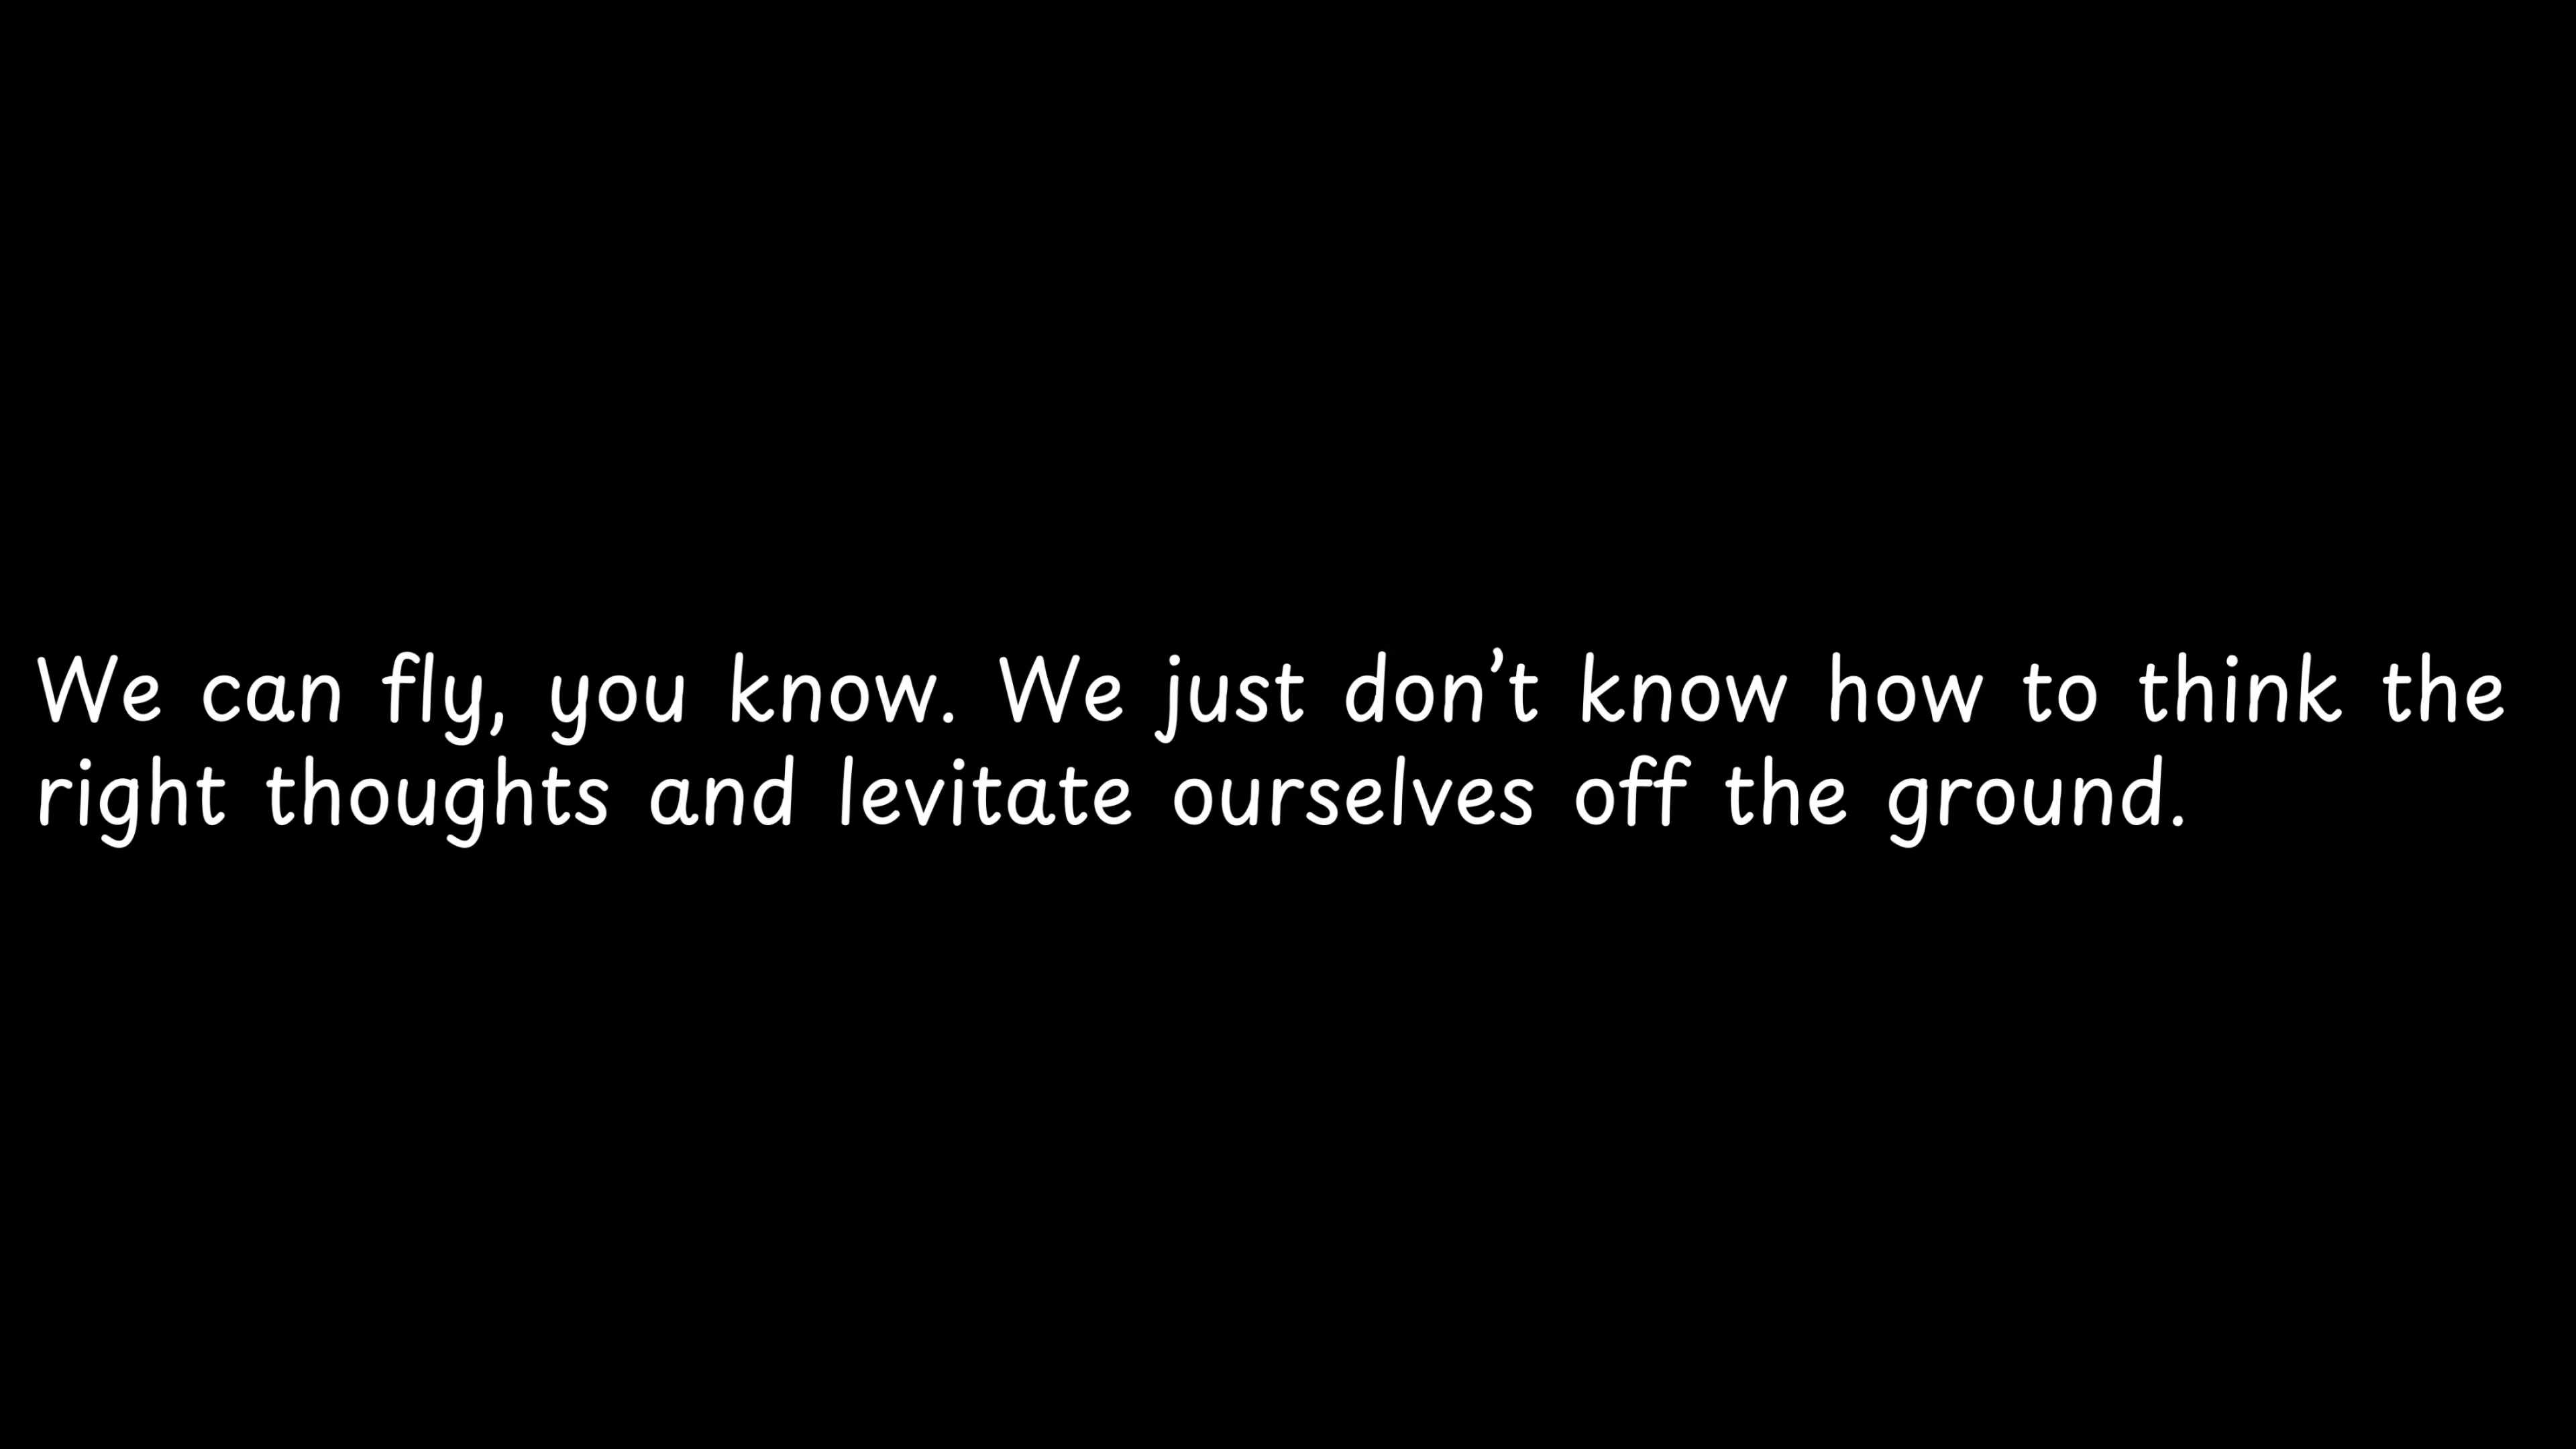 We can fly, you know. We just don’t know how to think the
right thoughts and levitate ourselves off the ground.